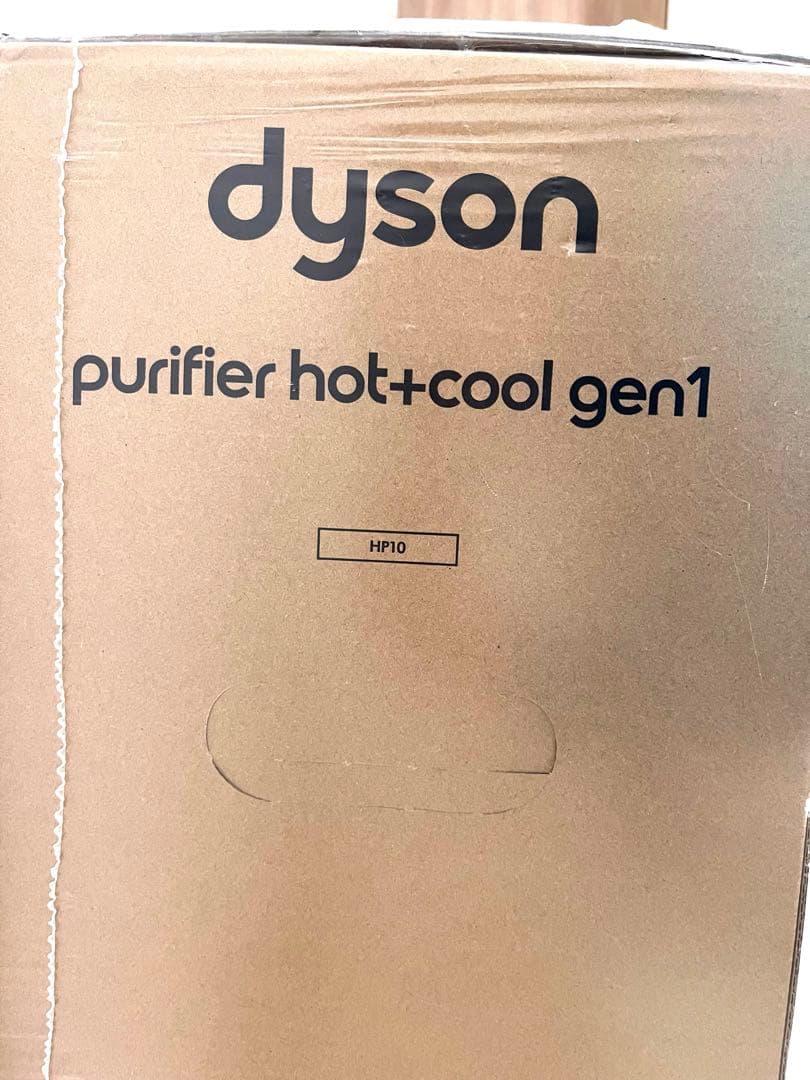 dyson
purifier hot+cool gen1
HP10